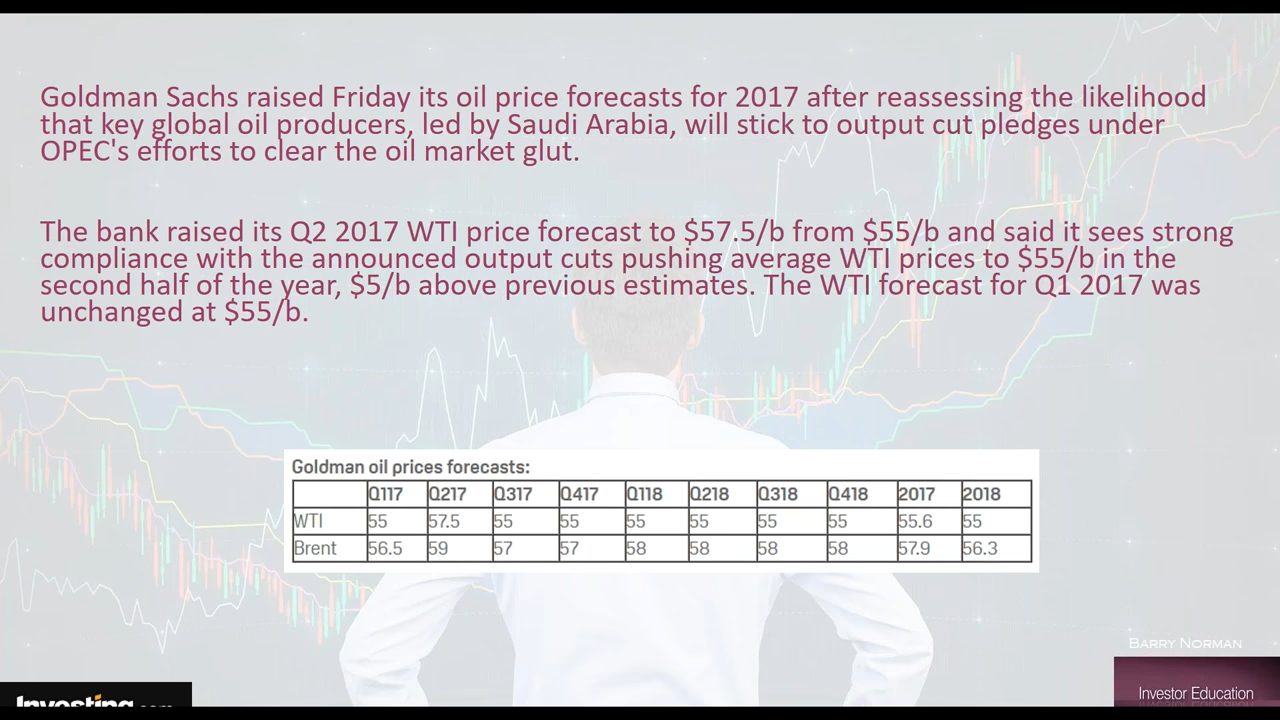 Goldman Sachs raised Friday its oil price forecasts for 2017 after reassessing the likelihood
that key global oil producers, led by Saudi Arabia, will stick to output cut pledges under
OPEC's efforts to clear the oil market glut.
The bank raised its Q2 2017 WTI price forecast to $57.5/b from $55/b and said it sees strong
compliance with the announced output cuts pushing average WTI prices to $55/b in the
second half of the year, $5/b above previous estimates. The WTI forecast for Q1 2017 was
unchanged at $55/b.
Goldman oil prices forecasts:
Q117 Q217 Q317 Q417 Q118 Q218 Q318 Q418 2017 2018
WTI 55 57.5 55 55 55 55 55 55 55.6 55
Brent 56.5 59 57 57 58 58 58 58 57.9 56.3
BARRY NORMAN
Investor Education
Investing.com